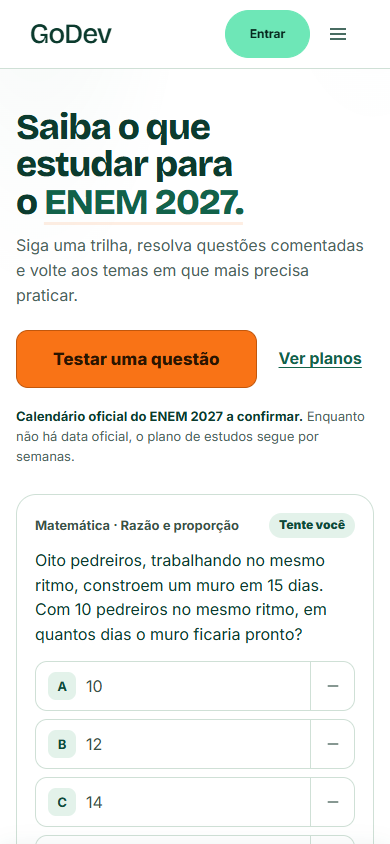 GoDev
Entrar
Saiba o que
estudar para
o ENEM 2027.
Siga uma trilha, resolva questões comentadas
e volte aos temas em que mais precisa
praticar.
Testar uma questão
Ver planos
Calendário oficial do ENEM 2027 a confirmar. Enquanto
não há data oficial, o plano de estudos segue por
semanas.
Matemática · Razão e proporção
Tente você
Oito pedreiros, trabalhando no mesmo
ritmo, constroem um muro em 15 dias.
Com 10 pedreiros no mesmo ritmo, em
quantos dias o muro ficaria pronto?
A 10 —
B 12 —
C 14 —